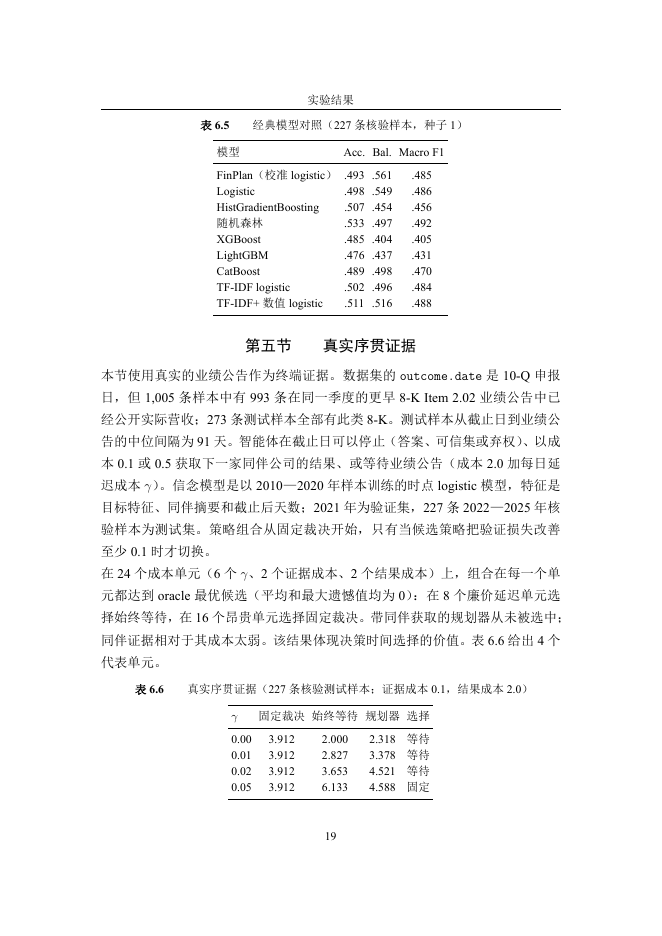 实验结果
表 6.5 经典模型对照（227 条核验样本，种子 1）
模型 Acc. Bal. Macro F1
FinPlan（校准 logistic） .493 .561 .485
Logistic .498 .549 .486
HistGradientBoosting .507 .454 .456
随机森林 .533 .497 .492
XGBoost .485 .404 .405
LightGBM .476 .437 .431
CatBoost .489 .498 .470
TF-IDF logistic .502 .496 .484
TF-IDF+ 数值 logistic .511 .516 .488
第五节 真实序贯证据
本节使用真实的业绩公告作为终端证据。数据集的 outcome.date 是 10-Q 申报
日，但 1,005 条样本中有 993 条在同一季度的更早 8-K Item 2.02 业绩公告中已
经公开实际营收；273 条测试样本全部有此类 8-K。测试样本从截止日到业绩公
告的中位间隔为 91 天。智能体在截止日可以停止（答案、可信集或弃权）、以成
本 0.1 或 0.5 获取下一家同伴公司的结果、或等待业绩公告（成本 2.0 加每日延
迟成本 γ）。信念模型是以 2010—2020 年样本训练的时点 logistic 模型，特征是
目标特征、同伴摘要和截止后天数；2021 年为验证集，227 条 2022—2025 年核
验样本为测试集。策略组合从固定裁决开始，只有当候选策略把验证损失改善
至少 0.1 时才切换。
在 24 个成本单元（6 个 γ、2 个证据成本、2 个结果成本）上，组合在每一个单
元都达到 oracle 最优候选（平均和最大遗憾值均为 0）：在 8 个廉价延迟单元选
择始终等待，在 16 个昂贵单元选择固定裁决。带同伴获取的规划器从未被选中；
同伴证据相对于其成本太弱。该结果体现决策时间选择的价值。表 6.6 给出 4 个
代表单元。
表 6.6 真实序贯证据（227 条核验测试样本；证据成本 0.1，结果成本 2.0）
γ 固定裁决 始终等待 规划器 选择
0.00 3.912 2.000 2.318 等待
0.01 3.912 2.827 3.378 等待
0.02 3.912 3.653 4.521 等待
0.05 3.912 6.133 4.588 固定
19